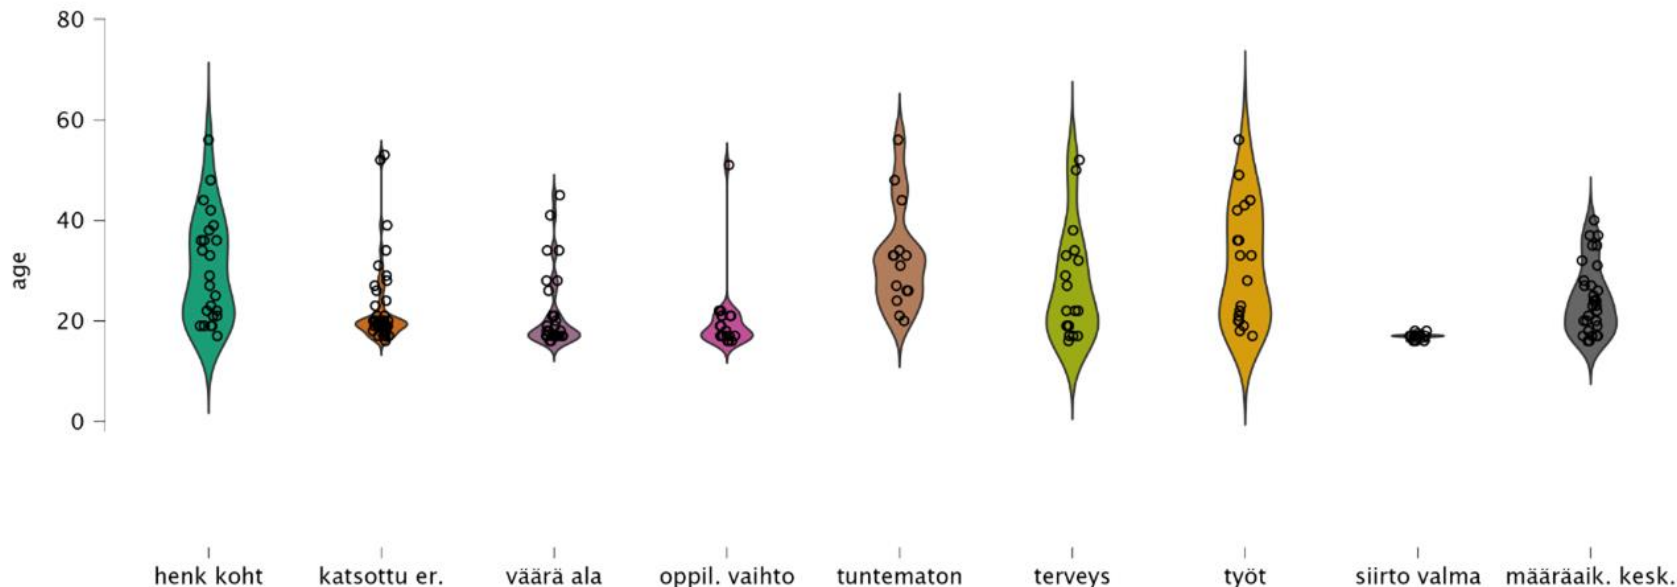 80
60
40
20
0
age
henk koht katsottu er. väärä ala oppil. vaihto tuntematon terveys työt siirto valma määräaik. kesk.